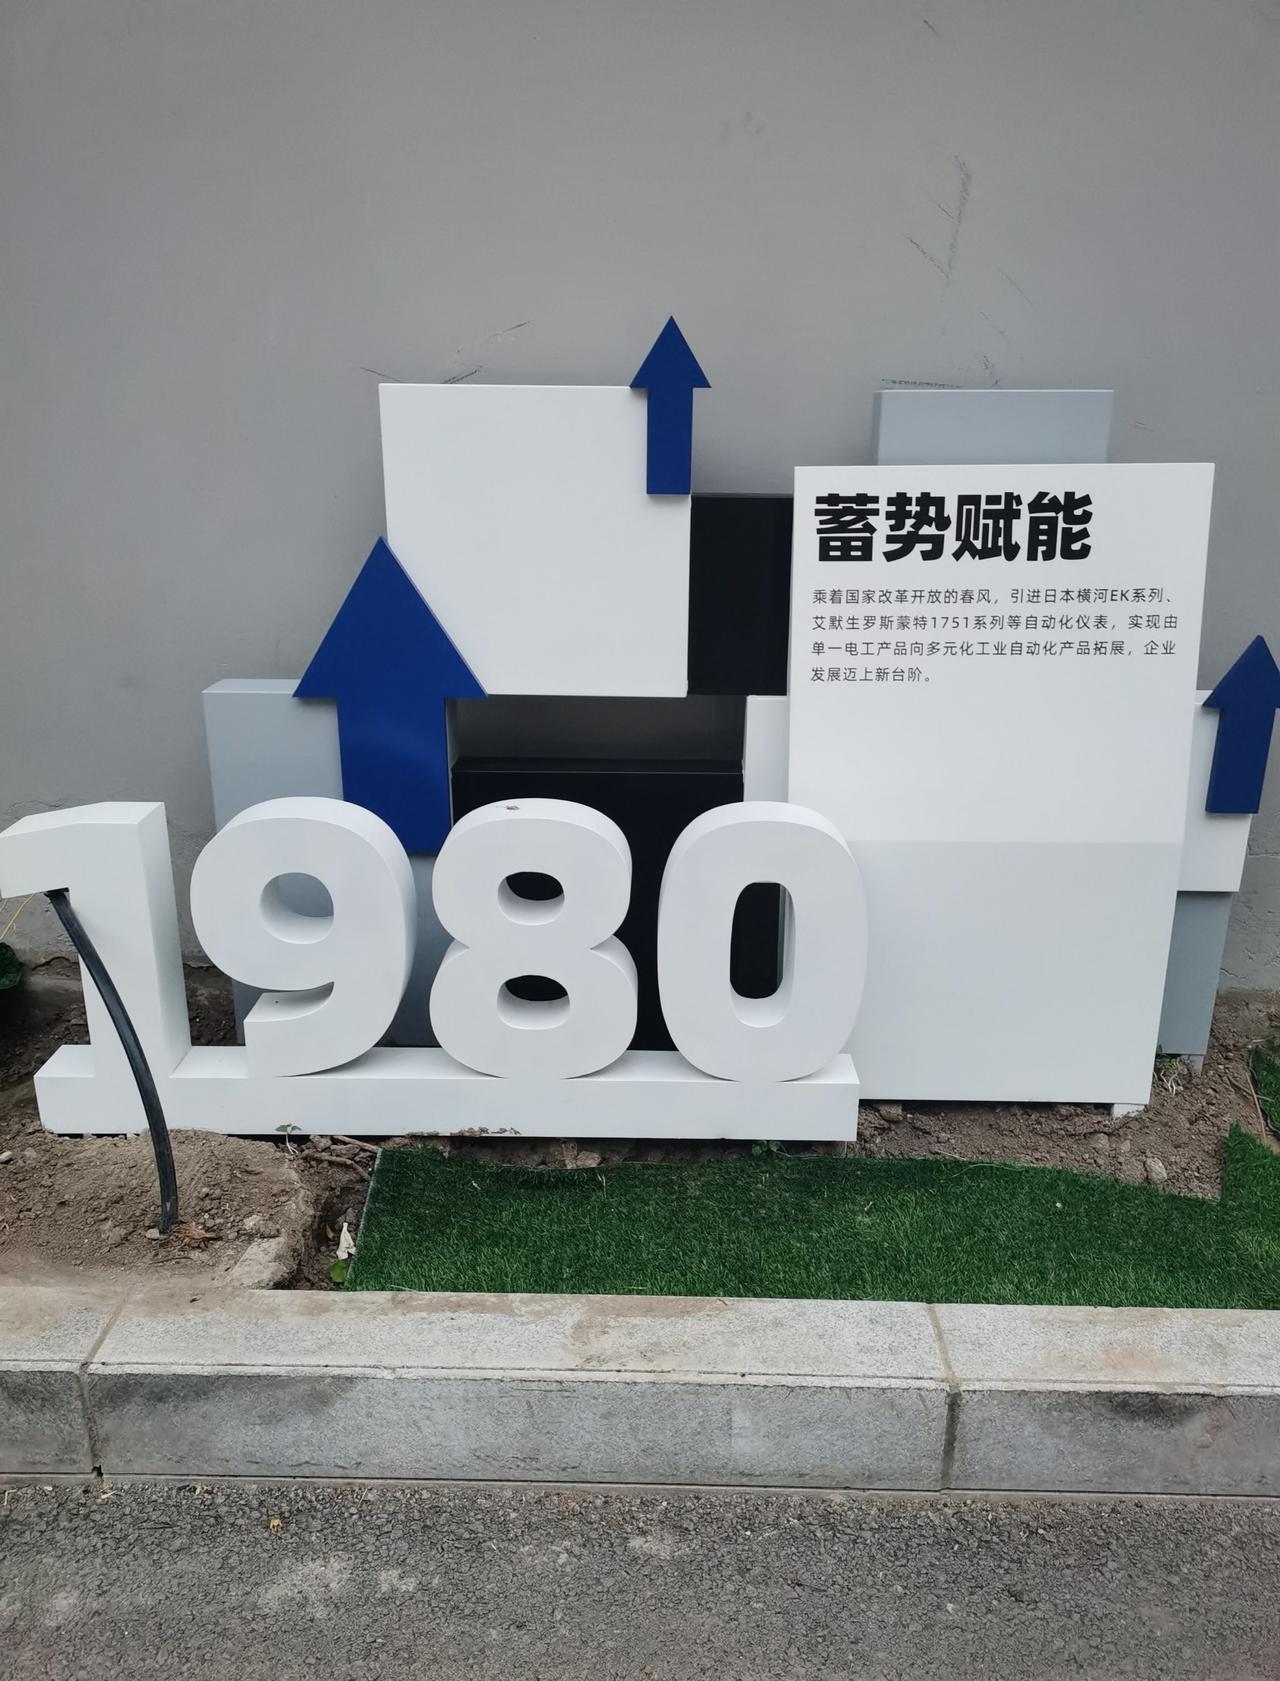 蓄势赋能
乘着国家改革开放的春风，引进日本横河EK系列、
艾默生罗斯蒙特1751系列等自动化仪表，实现由
单一电工产品向多元化工业自动化产品拓展，企业
发展迈上新台阶。
1980